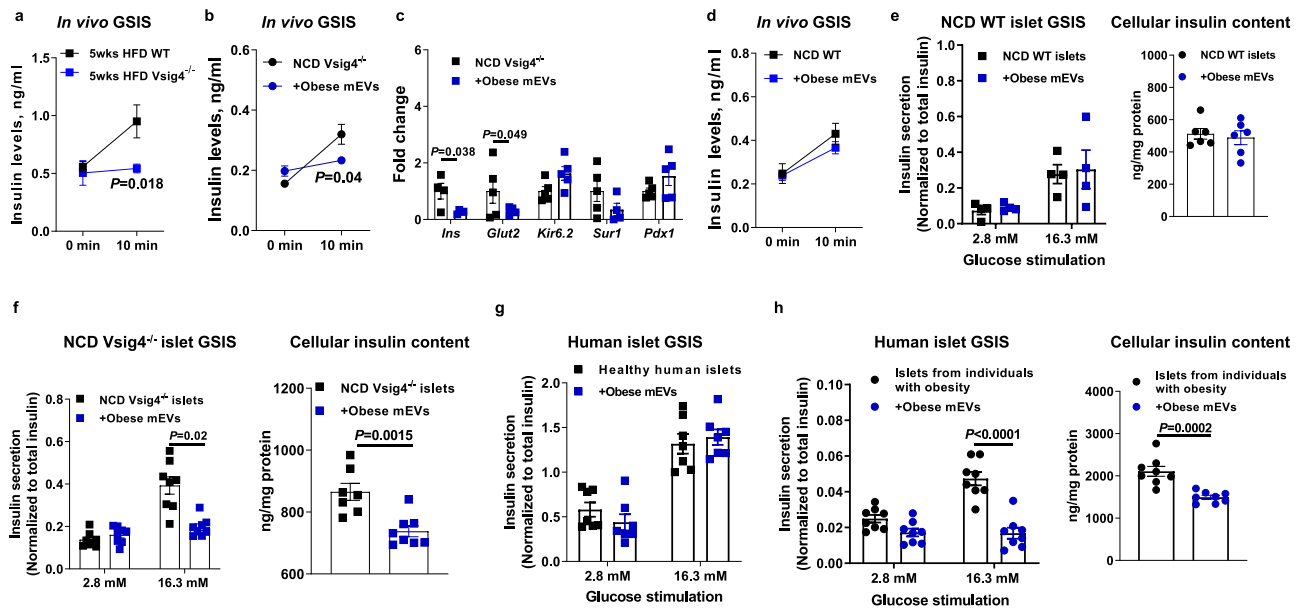 a
In vivo GSIS
5wks HFD WT
5wks HFD Vsig4-/-
Insulin levels, ng/ml
1.5
1.0
0.5
0.0
P=0.018
0 min
10 min
b
In vivo GSIS
NCD Vsig4-/-
+Obese mEVs
Insulin levels, ng/ml
0.6
0.4
0.2
0.0
P=0.04
0 min
10 min
c
NCD Vsig4-/-
+Obese mEVs
Fold change
6
4
2
0
P=0.038
P=0.049
Ins
Glut2
Kir6.2
Sur1
Pdx1
d
In vivo GSIS
NCD WT
+Obese mEVs
Insulin levels, ng/ml
0.8
0.6
0.4
0.2
0.0
0 min
10 min
e
NCD WT islet GSIS
NCD WT islets
+Obese mEVs
Insulin secretion
(Normalized to total insulin)
0.8
0.6
0.4
0.2
0.0
2.8 mM
16.3 mM
Glucose stimulation
Cellular insulin content
NCD WT islets
+Obese mEVs
ng/mg protein
1000
800
600
400
200
0
f
NCD Vsig4-/- islet GSIS
NCD Vsig4-/- islets
+Obese mEVs
Insulin secretion
(Normalized to total insulin)
0.8
0.6
0.4
0.2
0.0
P=0.02
2.8 mM
16.3 mM
Cellular insulin content
NCD Vsig4-/- islets
+Obese mEVs
P=0.0015
ng/mg protein
1200
1000
800
600
g
Human islet GSIS
Healthy human islets
+Obese mEVs
Insulin secretion
(Normalized to total insulin)
2.0
1.5
1.0
0.5
0.0
2.8 mM
16.3 mM
Glucose stimulation
h
Human islet GSIS
Islets from individuals
with obesity
+Obese mEVs
Insulin secretion
(Normalized to total insulin)
0.10
0.08
0.06
0.04
0.02
0.00
P<0.0001
2.8 mM
16.3 mM
Glucose stimulation
Cellular insulin content
Islets from individuals
with obesity
+Obese mEVs
P=0.0002
ng/mg protein
4000
3000
2000
1000
0